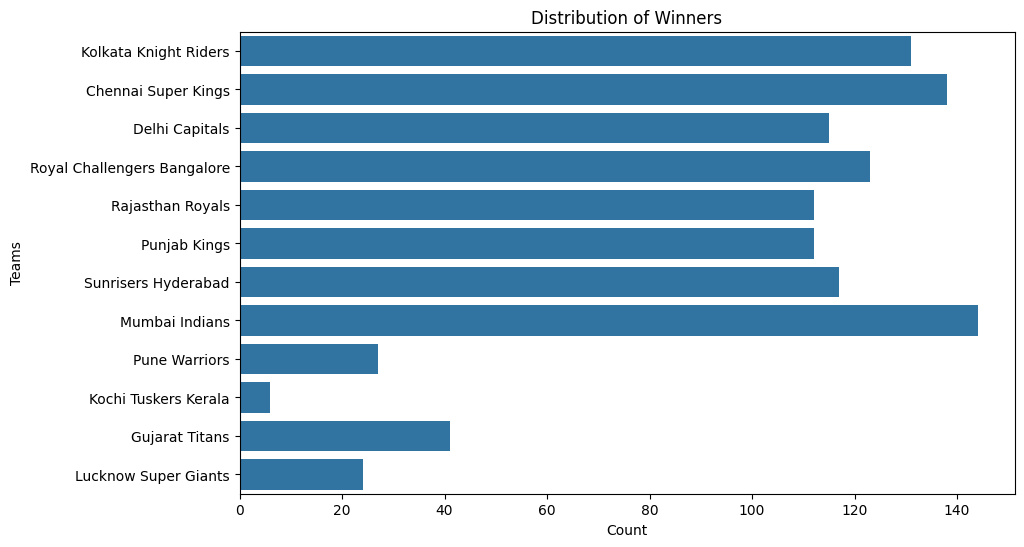 Distribution of Winners
Teams
Kolkata Knight Riders
Chennai Super Kings
Delhi Capitals
Royal Challengers Bangalore
Rajasthan Royals
Punjab Kings
Sunrisers Hyderabad
Mumbai Indians
Pune Warriors
Kochi Tuskers Kerala
Gujarat Titans
Lucknow Super Giants
0 20 40 60 80 100 120 140
Count